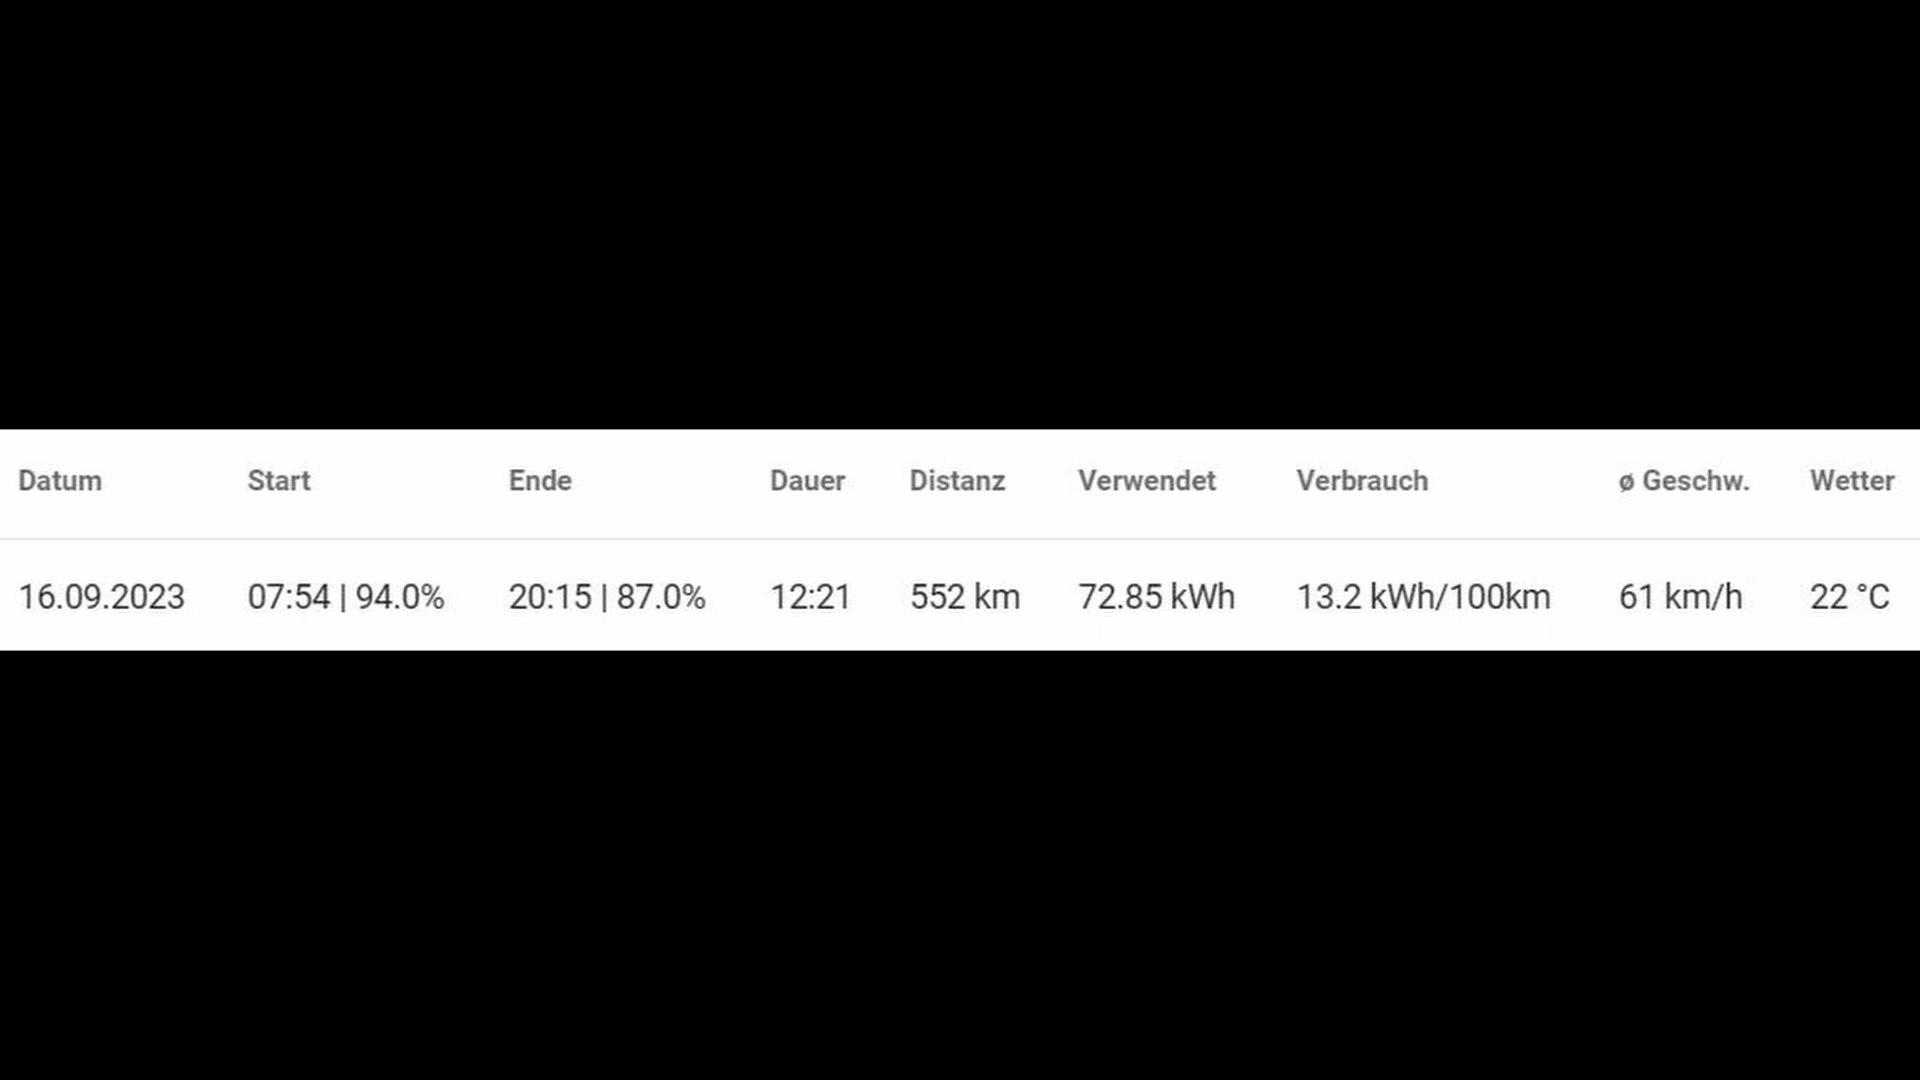 Datum Start Ende Dauer Distanz Verwendet Verbrauch ø Geschw. Wetter
16.09.2023 07:54 | 94.0% 20:15 | 87.0% 12:21 552 km 72.85 kWh 13.2 kWh/100km 61 km/h 22 °C